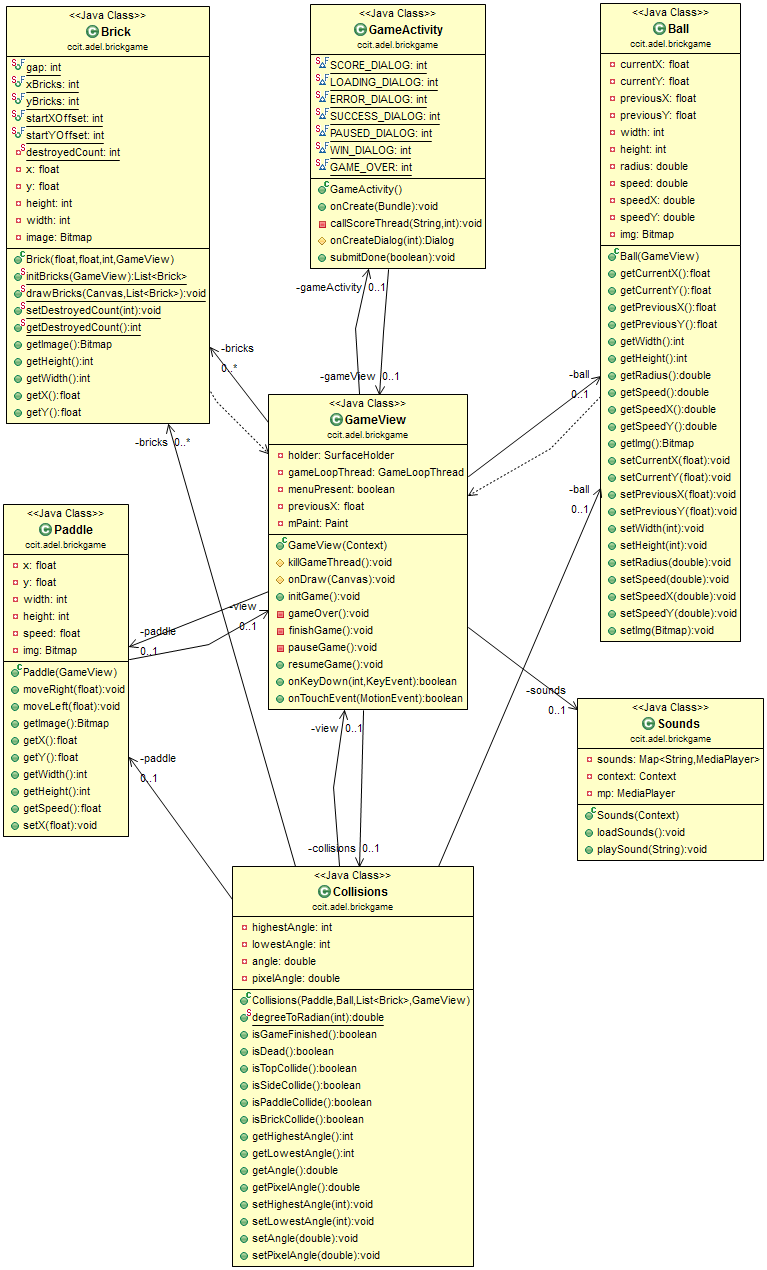 <<Java Class>>
Brick
ccit.adel.brickgame
gap: int
xBricks: int
yBricks: int
startXOffset: int
startYOffset: int
destroyedCount: int
x: float
y: float
height: int
width: int
image: Bitmap
Brick(float,float,int,GameView)
initBricks(GameView):List<Brick>
drawBricks(Canvas,List<Brick>):void
setDestroyedCount(int):void
getDestroyedCount():int
getImage():Bitmap
getHeight():int
getWidth():int
getX():float
getY():float
<<Java Class>>
GameActivity
ccit.adel.brickgame
SCORE_DIALOG: int
LOADING_DIALOG: int
ERROR_DIALOG: int
SUCCESS_DIALOG: int
PAUSED_DIALOG: int
WIN_DIALOG: int
GAME_OVER: int
GameActivity()
onCreate(Bundle):void
callScoreThread(String,int):void
onCreateDialog(int):Dialog
submitDone(boolean):void
<<Java Class>>
Ball
ccit.adel.brickgame
currentX: float
currentY: float
previousX: float
previousY: float
width: int
height: int
radius: double
speed: double
speedX: double
speedY: double
img: Bitmap
Ball(GameView)
getCurrentX():float
getCurrentY():float
getPreviousX():float
getPreviousY():float
getWidth():int
getHeight():int
getRadius():double
getSpeed():double
getSpeedX():double
getSpeedY():double
getImg():Bitmap
setCurrentX(float):void
setCurrentY(float):void
setPreviousX(float):void
setPreviousY(float):void
setWidth(int):void
setHeight(int):void
setRadius(double):void
setSpeed(double):void
setSpeedX(double):void
setSpeedY(double):void
setImg(Bitmap):void
-gameActivity 0..1
-gameView 0..1
-bricks
0..*
-ball
0..1
-bricks 0..*
-ball
0..1
<<Java Class>>
GameView
ccit.adel.brickgame
holder: SurfaceHolder
gameLoopThread: GameLoopThread
menuPresent: boolean
previousX: float
mPaint: Paint
GameView(Context)
killGameThread():void
onDraw(Canvas):void
initGame():void
gameOver():void
finishGame():void
pauseGame():void
resumeGame():void
onKeyDown(int,KeyEvent):boolean
onTouchEvent(MotionEvent):boolean
<<Java Class>>
Paddle
ccit.adel.brickgame
x: float
y: float
width: int
height: int
speed: float
img: Bitmap
Paddle(GameView)
moveRight(float):void
moveLeft(float):void
getImage():Bitmap
getX():float
getY():float
getWidth():int
getHeight():int
getSpeed():float
setX(float):void
-view
0..1
-paddle
0..1
-paddle
0..1
-view 0..1
-collisions 0..1
-sounds
0..1
<<Java Class>>
Sounds
ccit.adel.brickgame
sounds: Map<String,MediaPlayer>
context: Context
mp: MediaPlayer
Sounds(Context)
loadSounds():void
playSound(String):void
<<Java Class>>
Collisions
ccit.adel.brickgame
highestAngle: int
lowestAngle: int
angle: double
pixelAngle: double
Collisions(Paddle,Ball,List<Brick>,GameView)
degreeToRadian(int):double
isGameFinished():boolean
isDead():boolean
isTopCollide():boolean
isSideCollide():boolean
isPaddleCollide():boolean
isBrickCollide():boolean
getHighestAngle():int
getLowestAngle():int
getAngle():double
getPixelAngle():double
setHighestAngle(int):void
setLowestAngle(int):void
setAngle(double):void
setPixelAngle(double):void